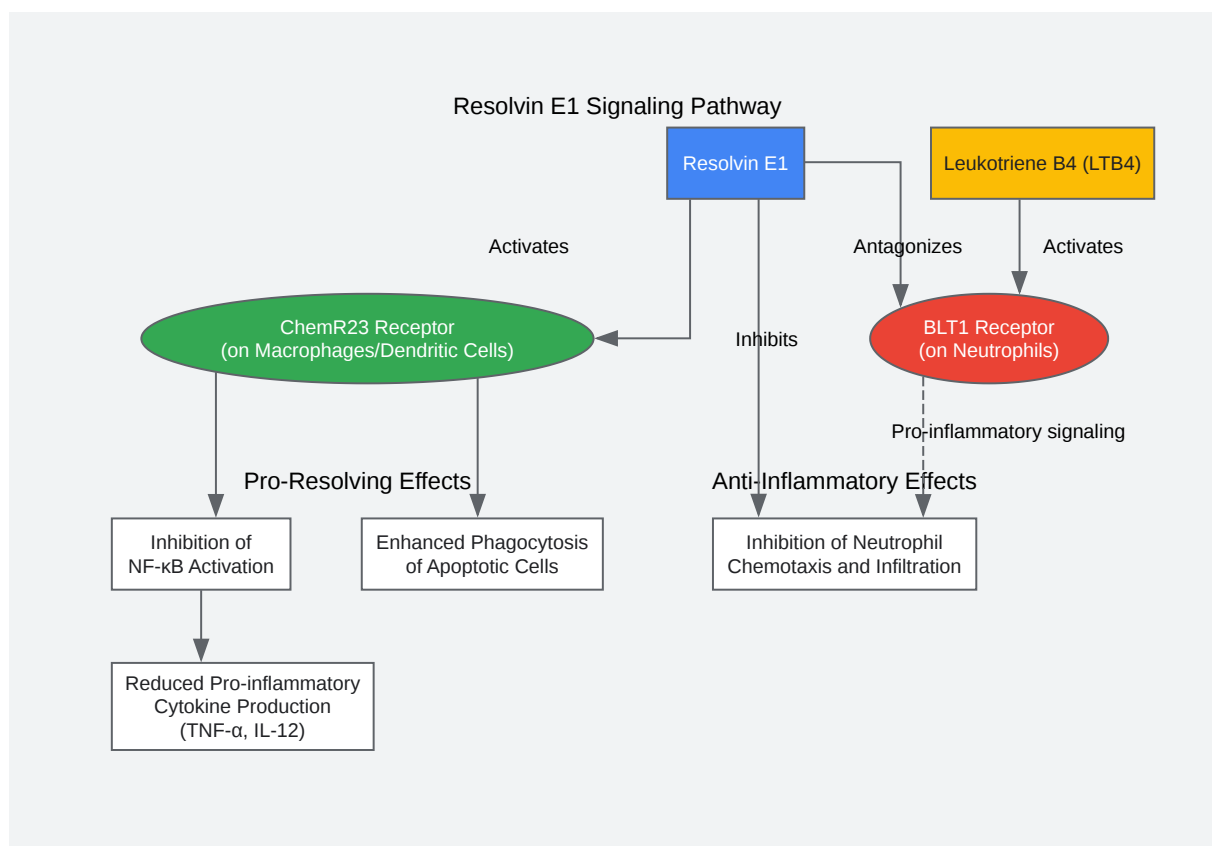 Resolvin E1 Signaling Pathway
Resolvin E1
Leukotriene B4 (LTB4)
Activates
Antagonizes
Activates
ChemR23 Receptor
(on Macrophages/Dendritic Cells)
Inhibits
BLT1 Receptor
(on Neutrophils)
Pro-inflammatory signaling
Pro-Resolving Effects
Anti-Inflammatory Effects
Inhibition of
NF-κB Activation
Enhanced Phagocytosis
of Apoptotic Cells
Inhibition of Neutrophil
Chemotaxis and Infiltration
Reduced Pro-inflammatory
Cytokine Production
(TNF-α, IL-12)